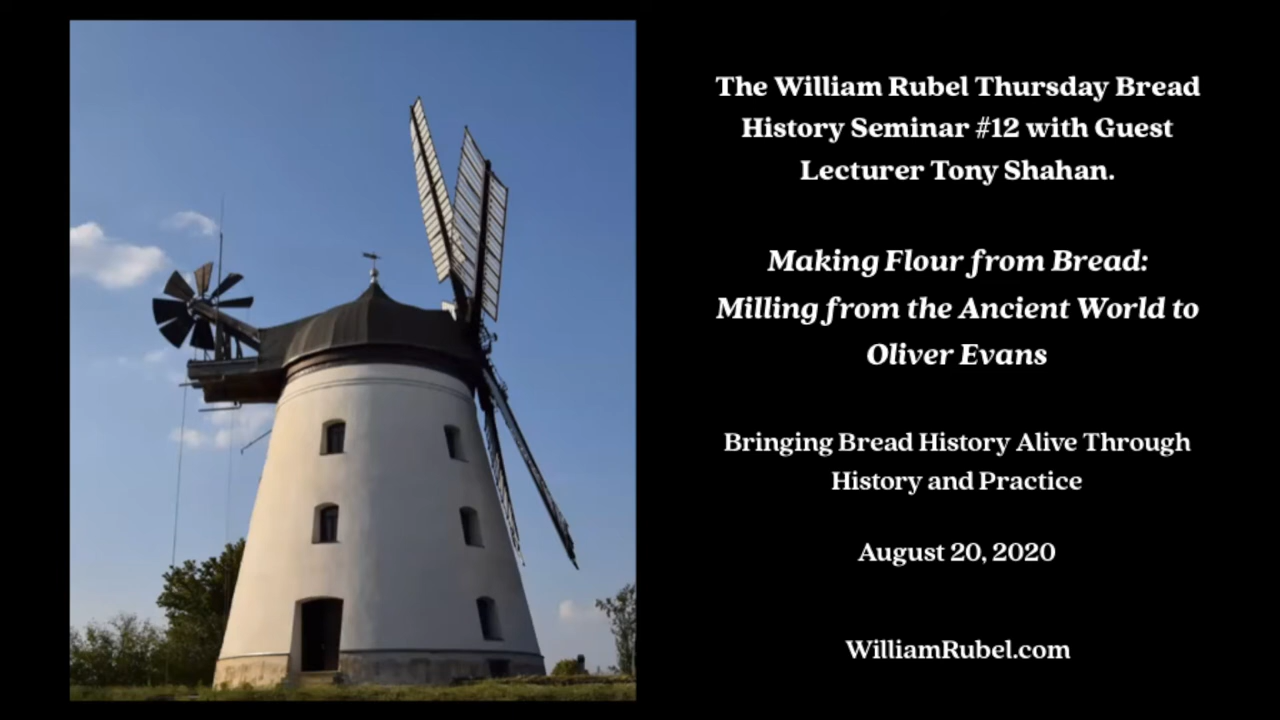 The William Rubel Thursday Bread
History Seminar #12 with Guest
Lecturer Tony Shahan.
Making Flour from Bread:
Milling from the Ancient World to
Oliver Evans
Bringing Bread History Alive Through
History and Practice
August 20, 2020
WilliamRubel.com